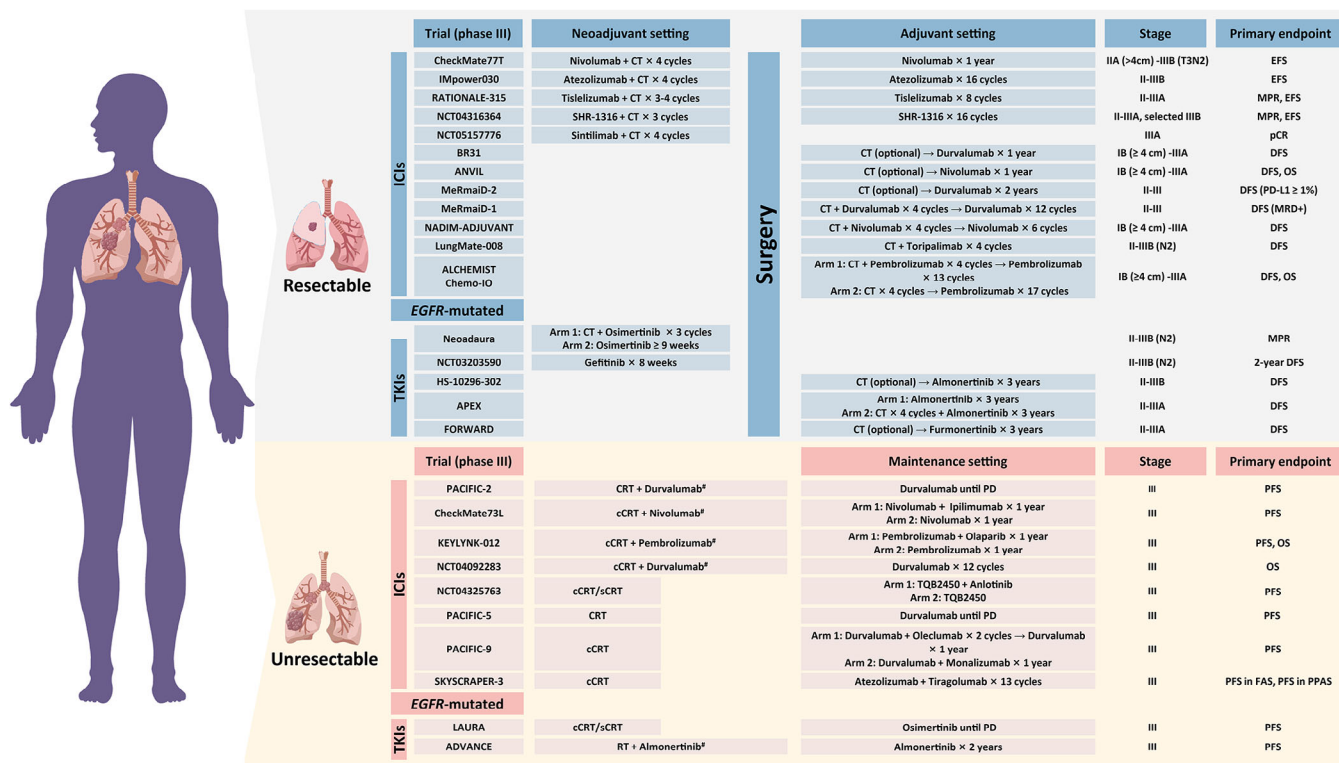 Trial (phase III) Neoadjuvant setting Adjuvant setting Stage Primary endpoint
Resectable
ICIs
Surgery
CheckMate77T Nivolumab + CT × 4 cycles Nivolumab × 1 year IIA (>4cm) -IIIB (T3N2) EFS
IMpower030 Atezolizumab + CT × 4 cycles Atezolizumab × 16 cycles II-IIIB EFS
RATIONALE-315 Tislelizumab + CT × 3-4 cycles Tislelizumab × 8 cycles II-IIIA MPR, EFS
NCT04316364 SHR-1316 + CT × 3 cycles SHR-1316 × 16 cycles II-IIIA, selected IIIB MPR, EFS
NCT05157776 Sintilimab + CT × 4 cycles IIIA pCR
BR31 CT (optional) → Durvalumab × 1 year IB (≥ 4 cm) -IIIA DFS
ANVIL CT (optional) → Nivolumab × 1 year IB (≥ 4 cm) -IIIA DFS, OS
MeRmaiD-2 CT (optional) → Durvalumab × 2 years II-III DFS (PD-L1 ≥ 1%)
MeRmaiD-1 CT + Durvalumab × 4 cycles → Durvalumab × 12 cycles II-III DFS (MRD+)
NADIM-ADJUVANT CT + Nivolumab × 4 cycles → Nivolumab × 6 cycles IB (≥ 4 cm) -IIIA DFS
LungMate-008 CT + Toripalimab × 4 cycles II-IIIB (N2) DFS
ALCHEMIST
Chemo-IO
Arm 1: CT + Pembrolizumab × 4 cycles → Pembrolizumab
× 13 cycles
Arm 2: CT × 4 cycles → Pembrolizumab × 17 cycles
IB (≥4 cm) -IIIA DFS, OS
EGFR-mutated
TKIs
Neoadaura
Arm 1: CT + Osimertinib × 3 cycles
Arm 2: Osimertinib ≥ 9 weeks
II-IIIB (N2) MPR
NCT03203590 Gefitinib × 8 weeks II-IIIB (N2) 2-year DFS
HS-10296-302 CT (optional) → Almonertinib × 3 years II-IIIB DFS
APEX
Arm 1: Almonertinib × 3 years
Arm 2: CT × 4 cycles + Almonertinib × 3 years
II-IIIA DFS
FORWARD CT (optional) → Furmonertinib × 3 years II-IIIA DFS
Trial (phase III) Maintenance setting Stage Primary endpoint
Unresectable
ICIs
PACIFIC-2 CRT + Durvalumab# Durvalumab until PD III PFS
CheckMate73L cCRT + Nivolumab#
Arm 1: Nivolumab + Ipilimumab × 1 year
Arm 2: Nivolumab × 1 year
III PFS
KEYLYNK-012 cCRT + Pembrolizumab#
Arm 1: Pembrolizumab + Olaparib × 1 year
Arm 2: Pembrolizumab × 1 year
III PFS, OS
NCT04092283 cCRT + Durvalumab# Durvalumab × 12 cycles III OS
NCT04325763 cCRT/sCRT
Arm 1: TQB2450 + Anlotinib
Arm 2: TQB2450
III PFS
PACIFIC-5 CRT Durvalumab until PD III PFS
PACIFIC-9 cCRT
Arm 1: Durvalumab + Oleclumab × 2 cycles → Durvalumab
× 1 year
Arm 2: Durvalumab + Monalizumab × 1 year
III PFS
SKYSCRAPER-3 cCRT Atezolizumab + Tiragolumab × 13 cycles III PFS in FAS, PFS in PPAS
EGFR-mutated
TKIs
LAURA cCRT/sCRT Osimertinib until PD III PFS
ADVANCE RT + Almonertinib# Almonertinib × 2 years III PFS